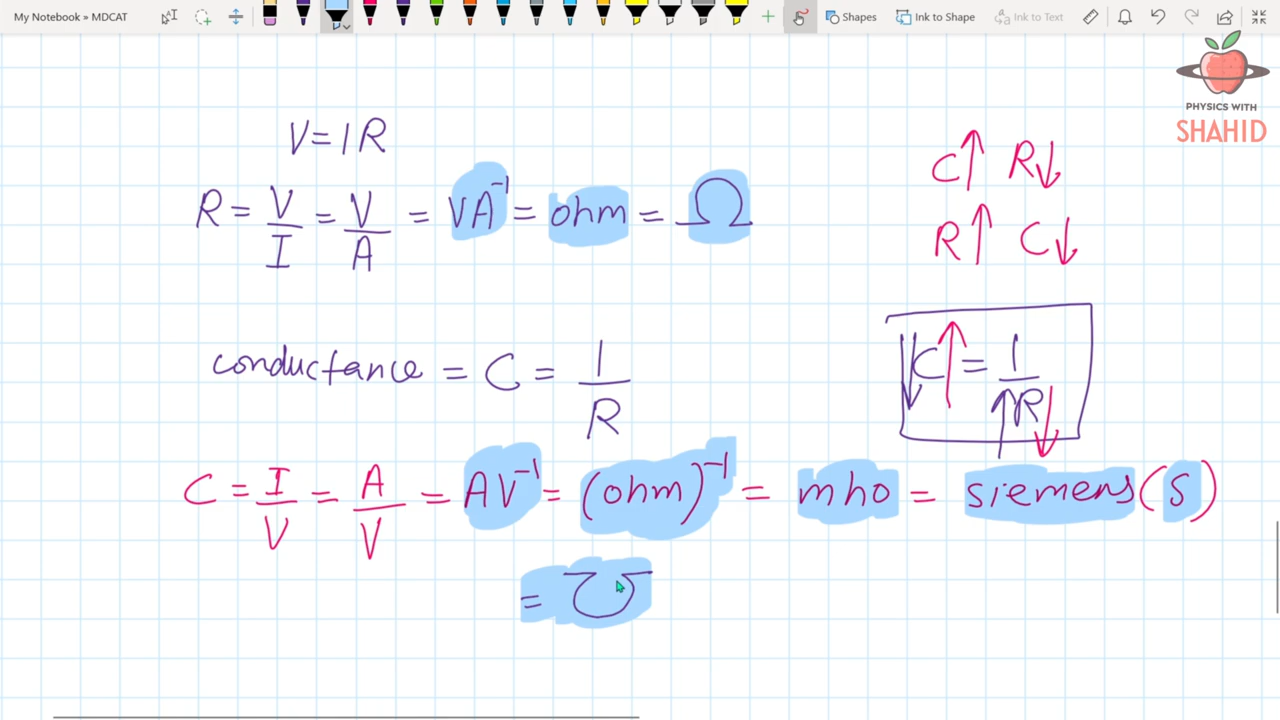 My Notebook » MDCAT
Shapes
Ink to Shape
Ink to Text
PHYSICS WITH
SHAHID
V = IR
R = V/I = V/A = VA⁻¹ = ohm = Ω
C↑ R↓
R↑ C↓
conductance = C = 1/R
↓C↑ = 1/↑R↓
C = I/V = A/V = AV⁻¹ = (ohm)⁻¹ = mho = siemens (S)
= ℧